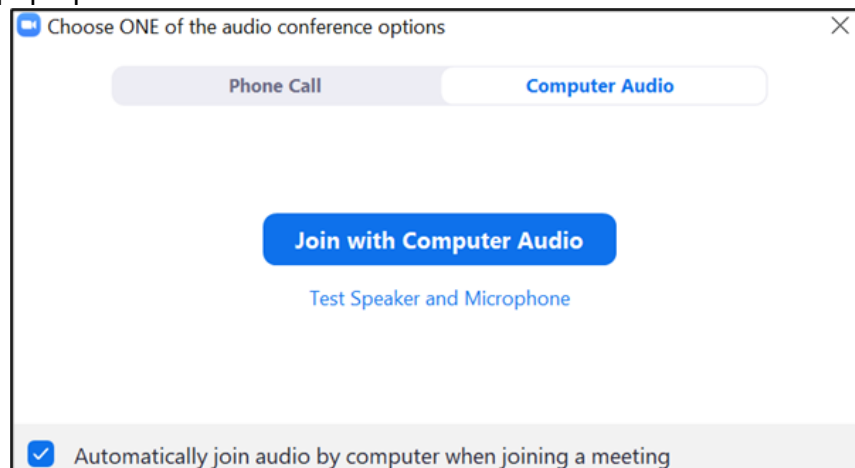 Choose ONE of the audio conference options
Phone Call
Computer Audio
Join with Computer Audio
Test Speaker and Microphone
Automatically join audio by computer when joining a meeting